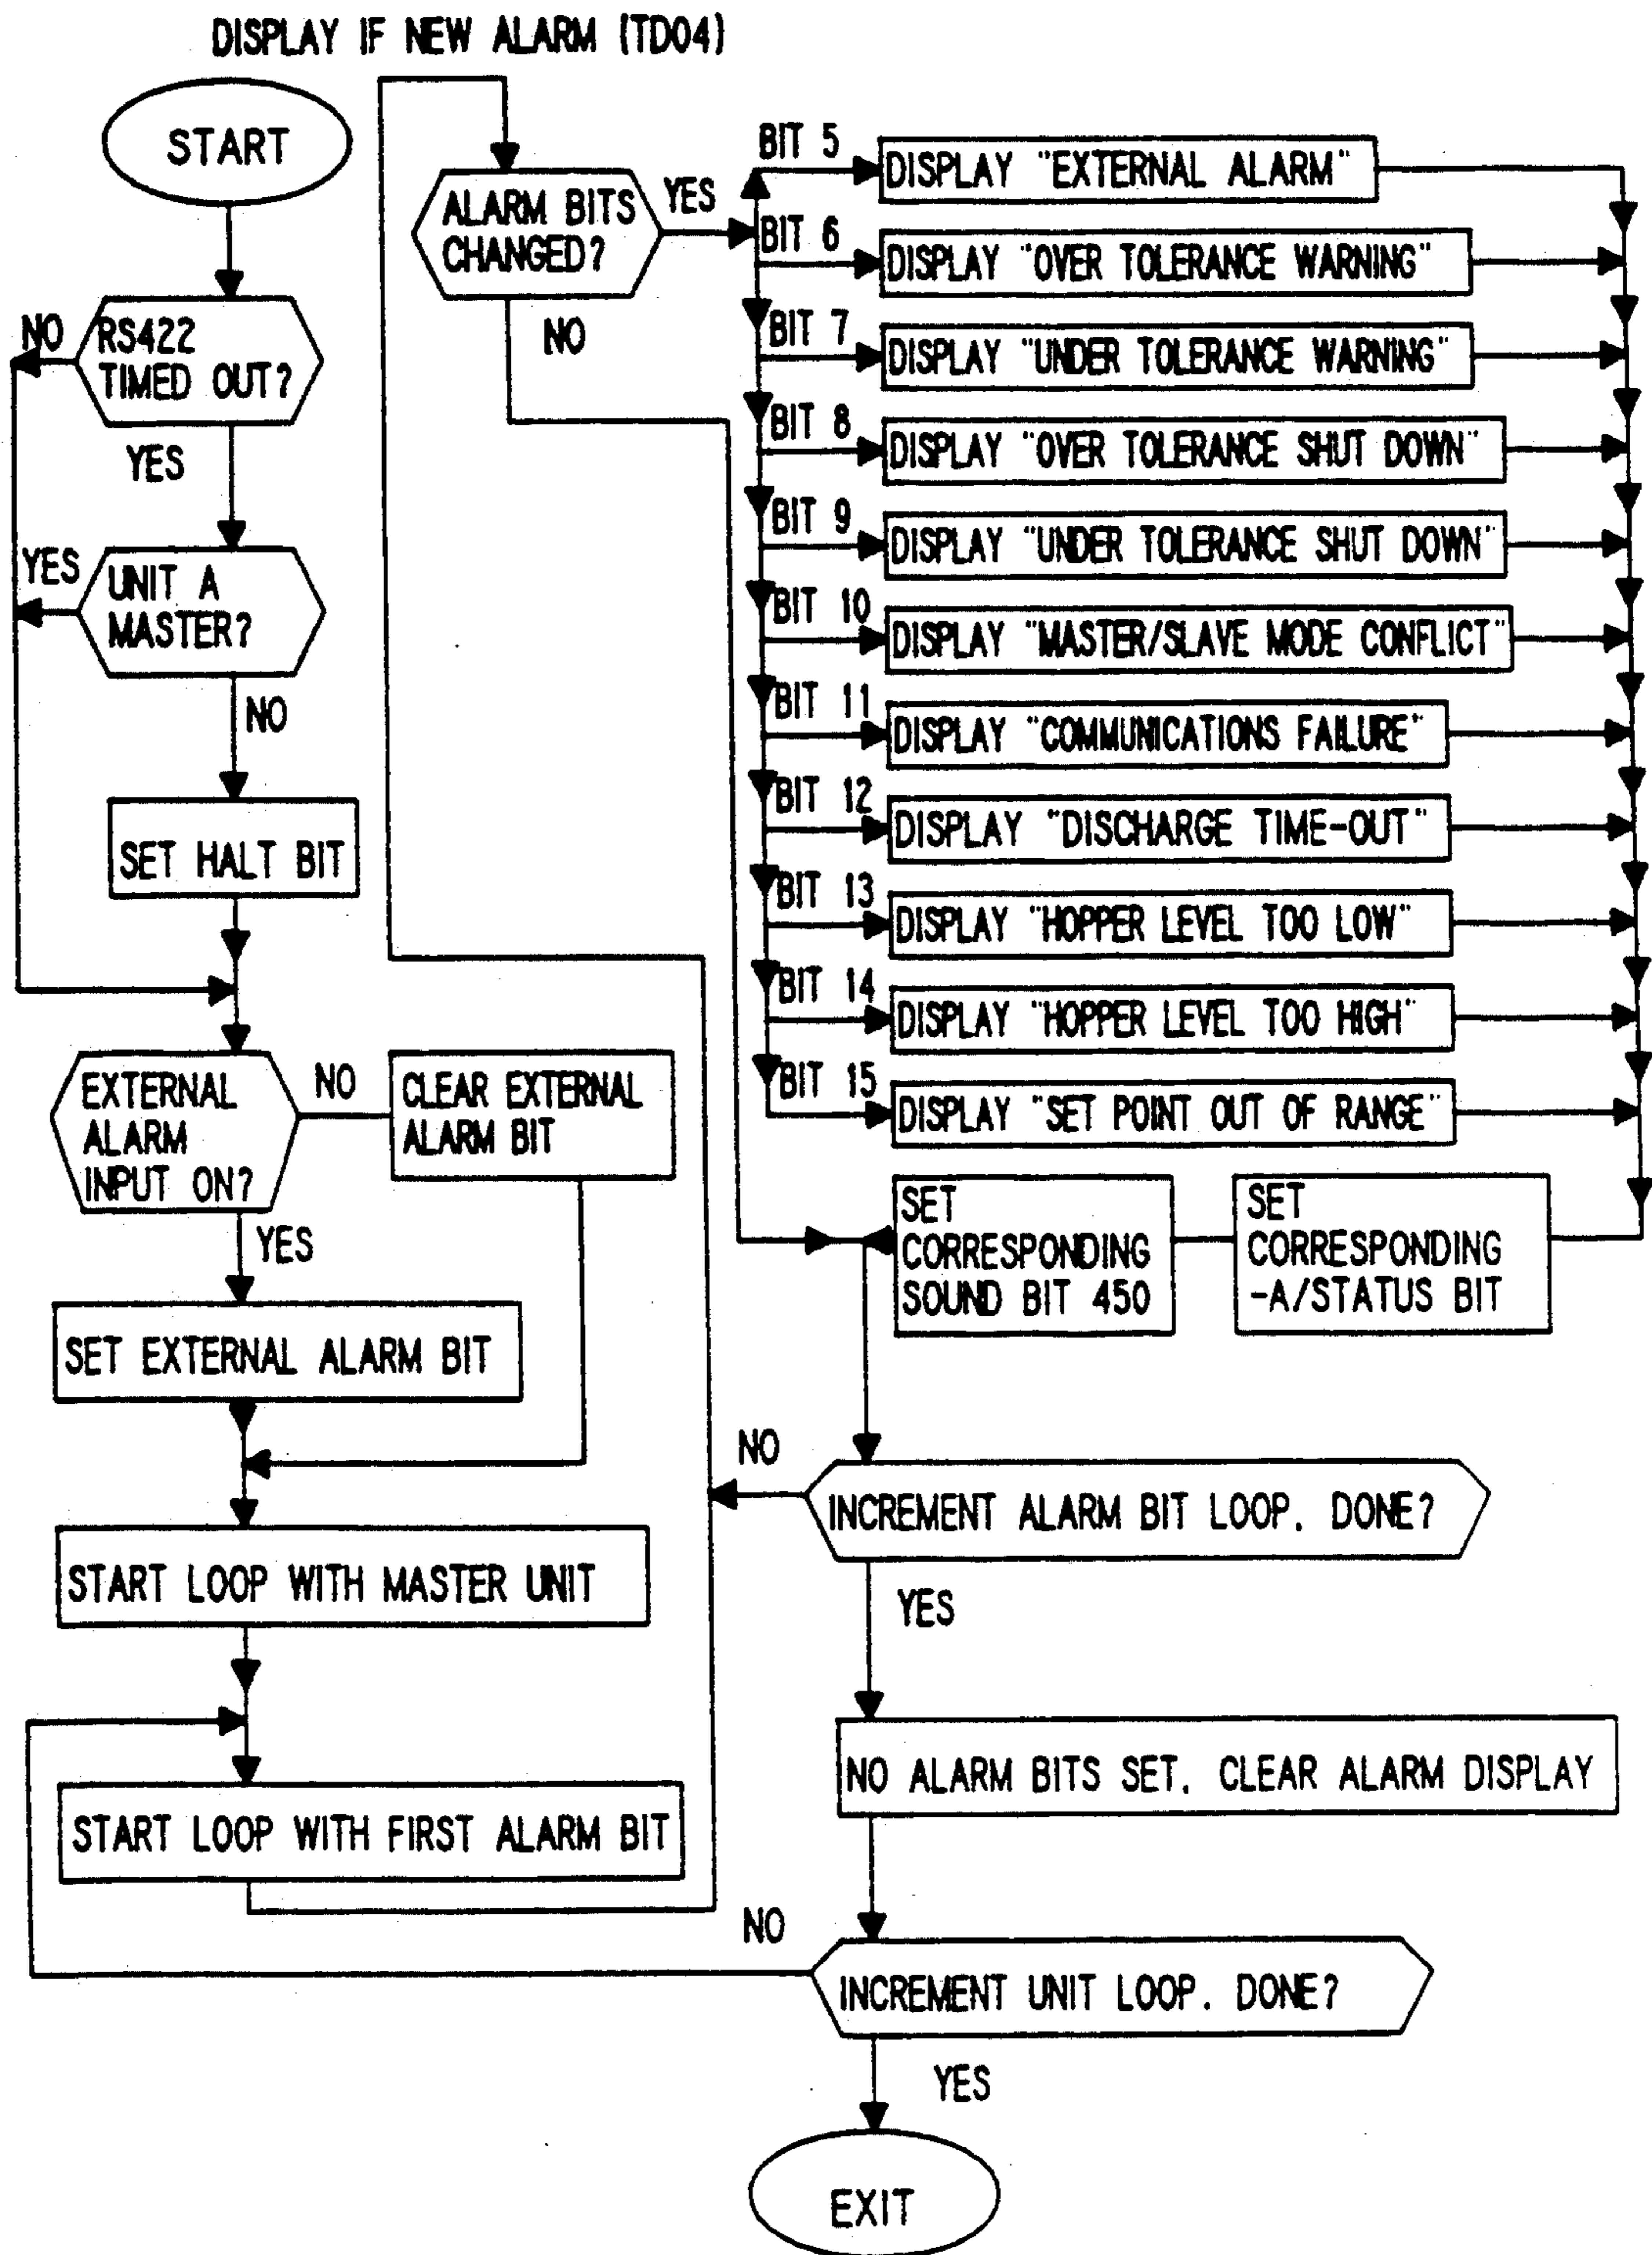 DISPLAY IF NEW ALARM (TD04)
START
RS422
TIMED OUT?
NO
YES
UNIT A
MASTER?
YES
NO
SET HALT BIT
EXTERNAL
ALARM
INPUT ON?
NO
CLEAR EXTERNAL
ALARM BIT
YES
SET EXTERNAL ALARM BIT
START LOOP WITH MASTER UNIT
START LOOP WITH FIRST ALARM BIT
ALARM BITS
CHANGED?
YES
NO
BIT 5
DISPLAY "EXTERNAL ALARM"
BIT 6
DISPLAY "OVER TOLERANCE WARNING"
BIT 7
DISPLAY "UNDER TOLERANCE WARNING"
BIT 8
DISPLAY "OVER TOLERANCE SHUT DOWN"
BIT 9
DISPLAY "UNDER TOLERANCE SHUT DOWN"
BIT 10
DISPLAY "MASTER/SLAVE MODE CONFLICT"
BIT 11
DISPLAY "COMMUNICATIONS FAILURE"
BIT 12
DISPLAY "DISCHARGE TIME-OUT"
BIT 13
DISPLAY "HOPPER LEVEL TOO LOW"
BIT 14
DISPLAY "HOPPER LEVEL TOO HIGH"
BIT 15
DISPLAY "SET POINT OUT OF RANGE"
SET
CORRESPONDING
SOUND BIT 450
SET
CORRESPONDING
-A/STATUS BIT
NO
INCREMENT ALARM BIT LOOP. DONE?
YES
NO ALARM BITS SET. CLEAR ALARM DISPLAY
NO
INCREMENT UNIT LOOP. DONE?
YES
EXIT